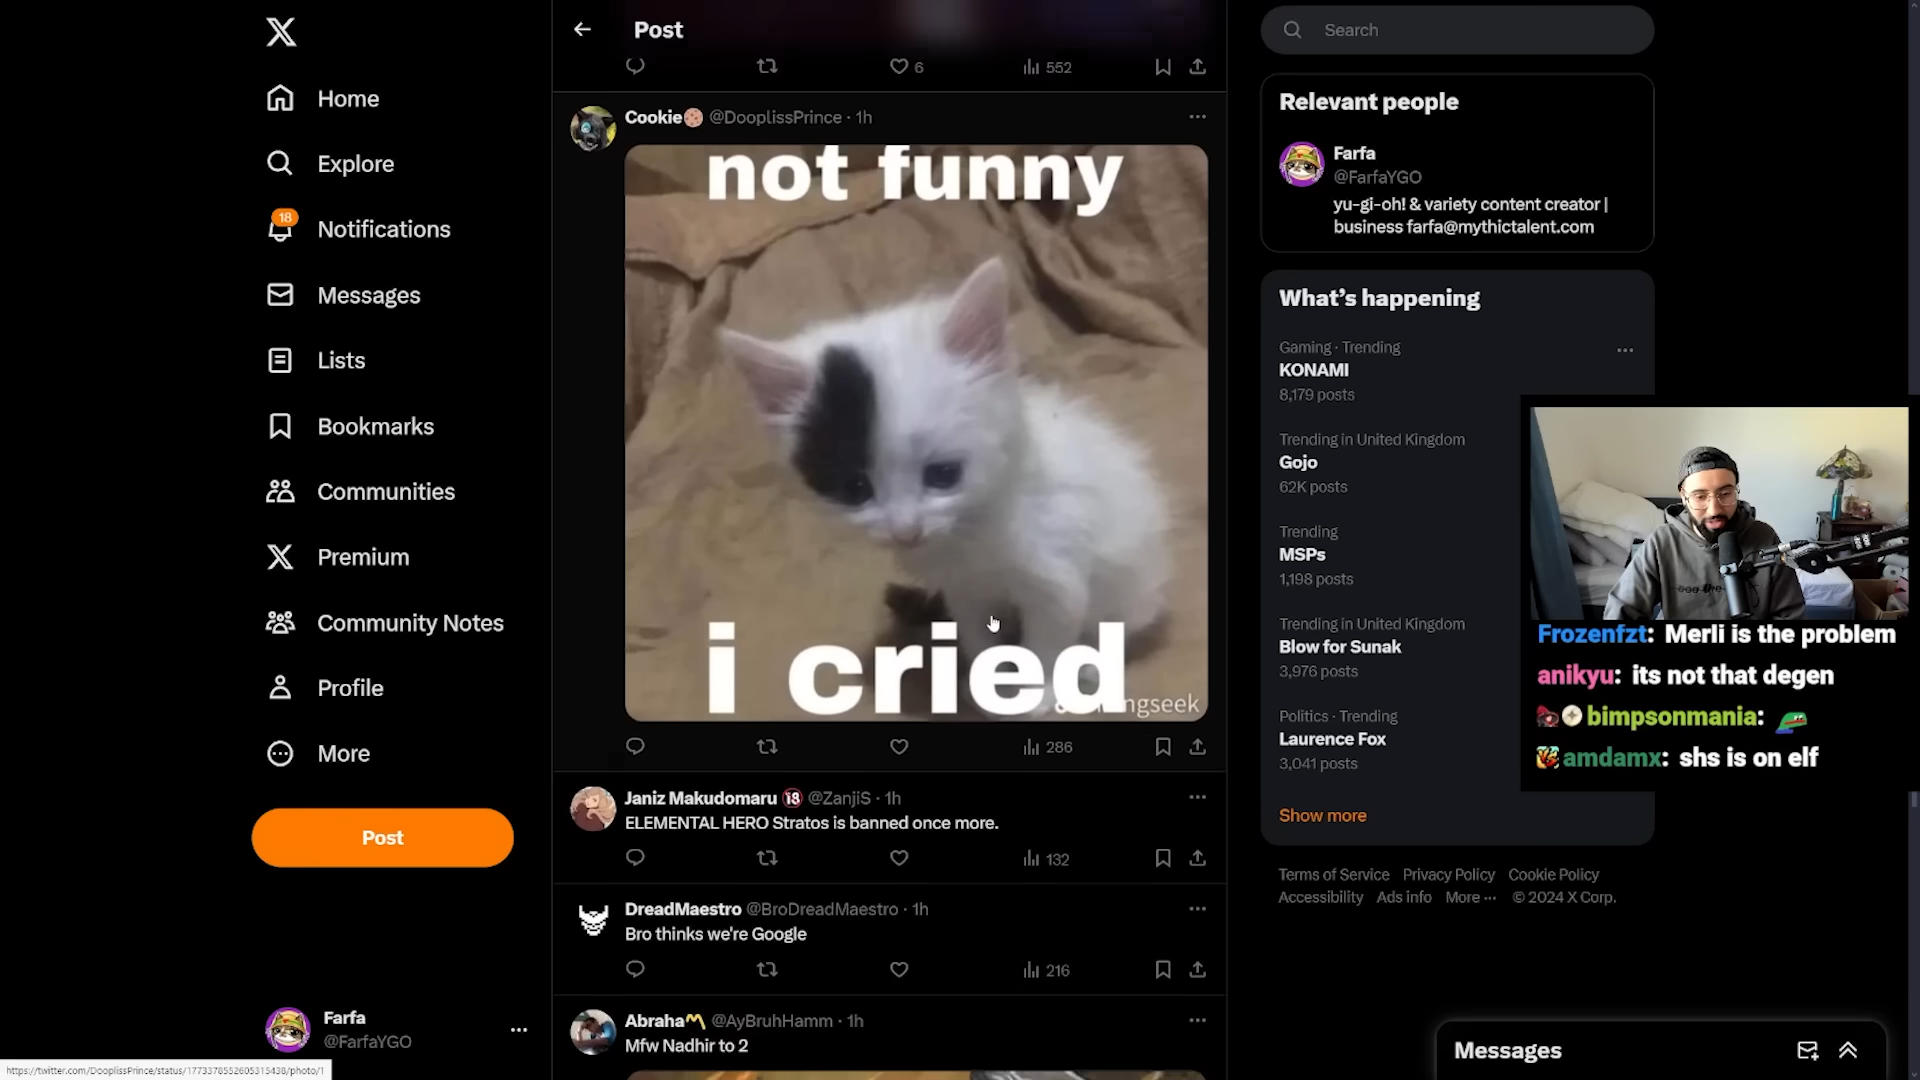 Home
Explore
18
Notifications
Messages
Lists
Bookmarks
Communities
Premium
Community Notes
Profile
More
Post
Farfa
@FarfaYGO
https://twitter.com/DooplissPrince/status/1773378552605315438/photo/1
Post
6
552
Cookie @DooplissPrince · 1h
not funny
i cried
286
Janiz Makudomaru 🔞 @ZanjiS · 1h
ELEMENTAL HERO Stratos is banned once more.
132
DreadMaestro @BroDreadMaestro · 1h
Bro thinks we're Google
216
Abraha @AyBruhHamm · 1h
Mfw Nadhir to 2
Search
Relevant people
Farfa
@FarfaYGO
yu-gi-oh! & variety content creator |
business farfa@mythictalent.com
What's happening
Gaming · Trending
KONAMI
8,179 posts
Trending in United Kingdom
Gojo
62K posts
Trending
MSPs
1,198 posts
Trending in United Kingdom
Blow for Sunak
3,976 posts
Politics · Trending
Laurence Fox
3,041 posts
Show more
Terms of Service Privacy Policy Cookie Policy
Accessibility Ads info More ··· © 2024 X Corp.
Frozenfzt: Merli is the problem
anikyu: its not that degen
bimpsonmania:
amdamx: shs is on elf
Messages